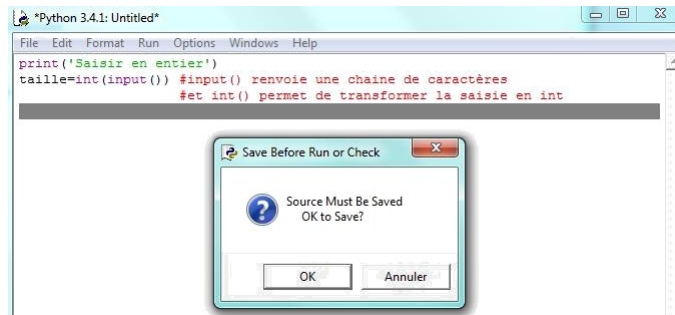 *Python 3.4.1: Untitled*
File Edit Format Run Options Windows Help
print('Saisir en entier')
taille=int(input()) #input() renvoie une chaine de caractères
#et int() permet de transformer la saisie en int
Save Before Run or Check
Source Must Be Saved
OK to Save?
OK Annuler